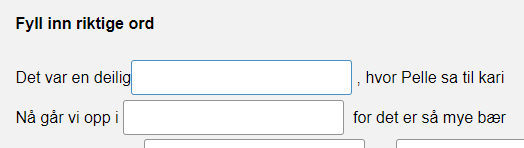 Fyll inn riktige ord
Det var en deilig , hvor Pelle sa til kari
Nå går vi opp i for det er så mye bær